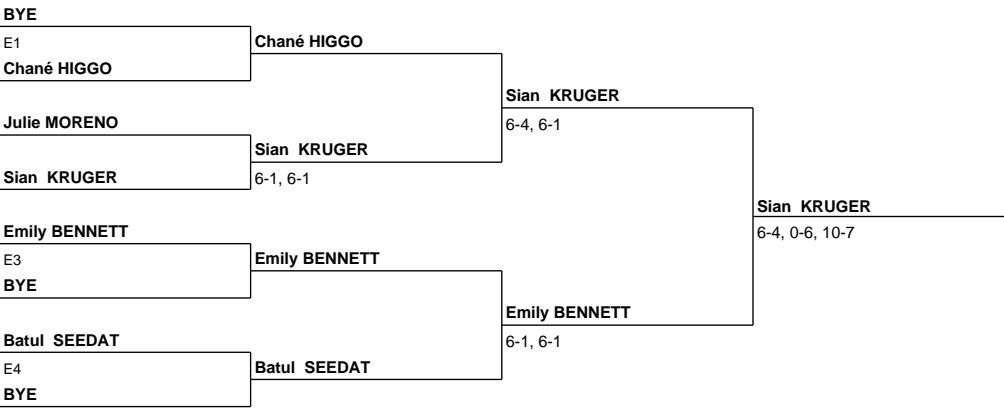 BYE
E1
Chané HIGGO
Chané HIGGO
Julie MORENO
Sian KRUGER
Sian KRUGER
6-1, 6-1
Sian KRUGER
6-4, 6-1
Emily BENNETT
E3
BYE
Emily BENNETT
Batul SEEDAT
E4
BYE
Batul SEEDAT
Emily BENNETT
6-1, 6-1
Sian KRUGER
6-4, 0-6, 10-7